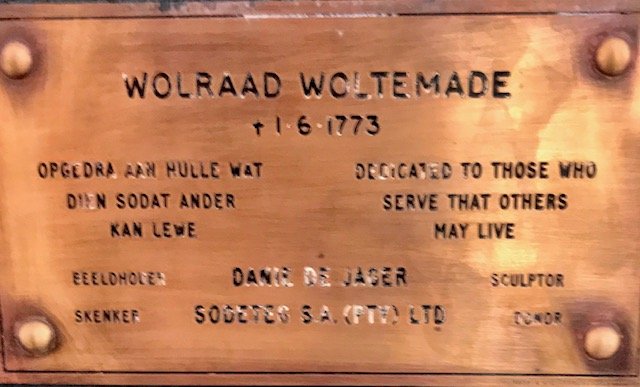 WOLRAAD WOLTEMADE
† 1·6·1773
OPGEDRA AAN HULLE WAT
DIEN SODAT ANDER
KAN LEWE
DEDICATED TO THOSE WHO
SERVE THAT OTHERS
MAY LIVE
BEELDHOUER DANIE DE JAGER SCULPTOR
SKENKER SODETEG S.A. (PTY) LTD DONOR